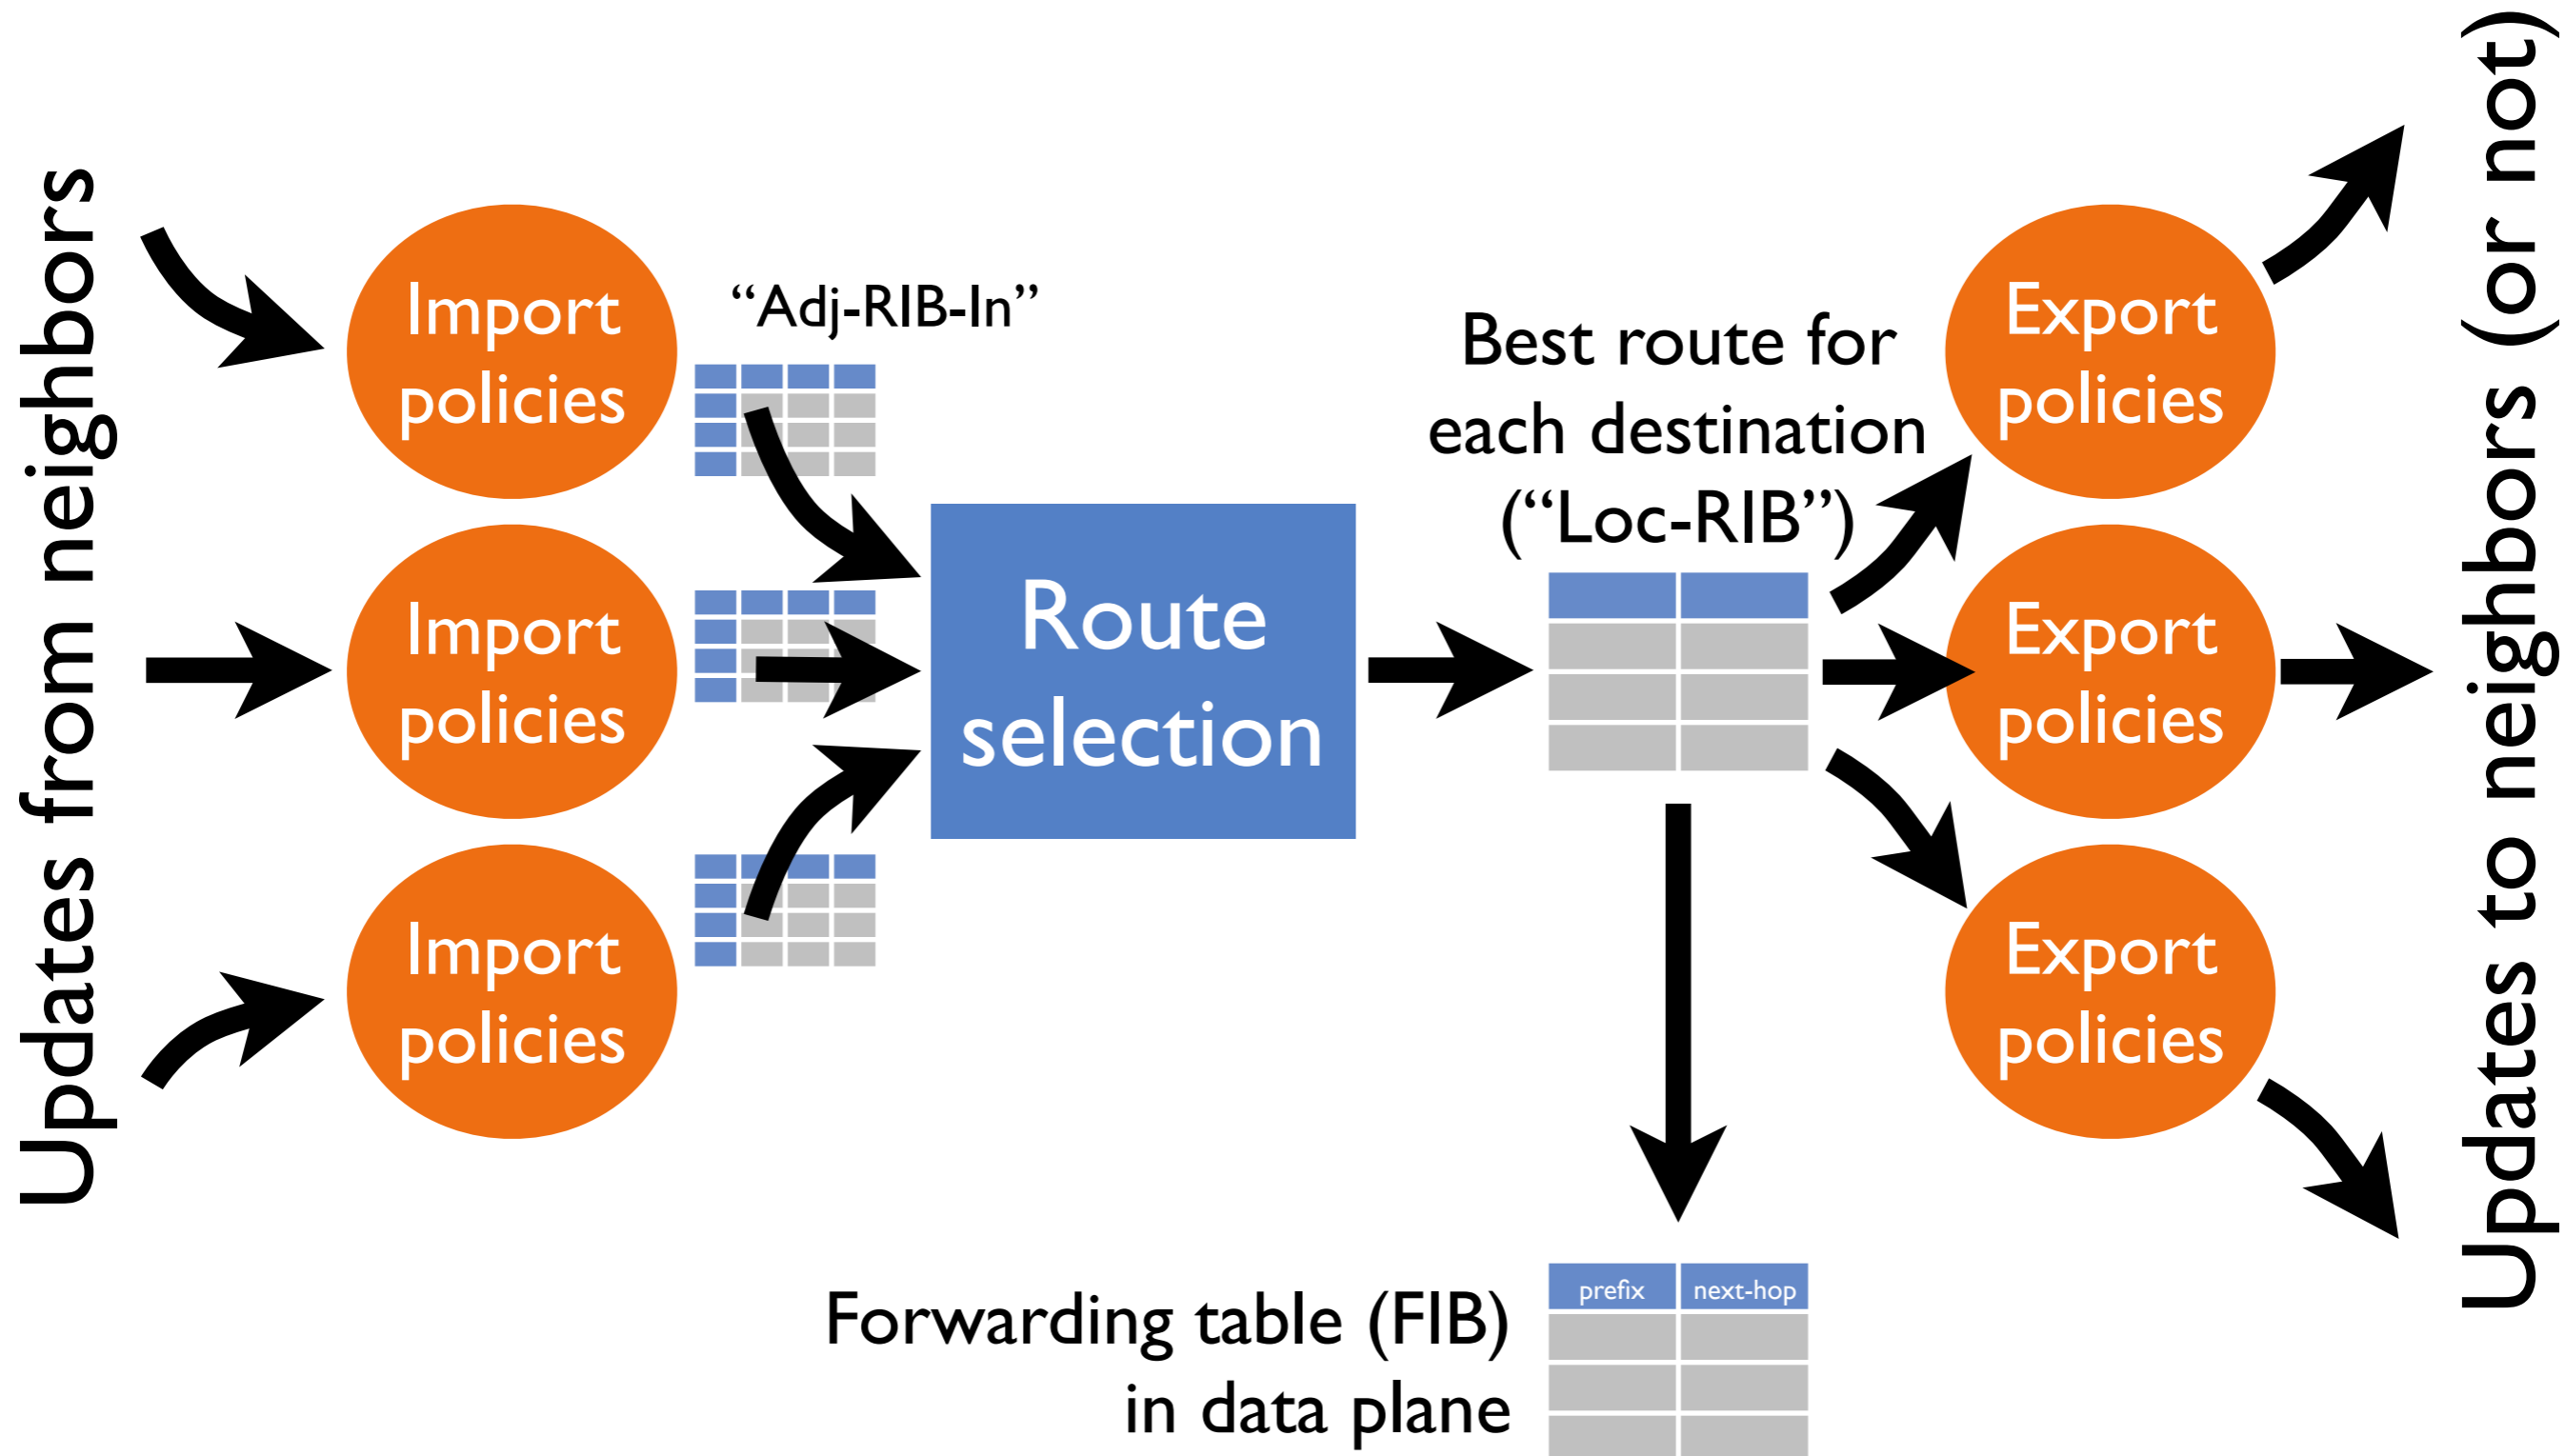 Updates from neighbors
Import
policies
Import
policies
Import
policies
“Adj-RIB-In”
Route
selection
Best route for
each destination
(“Loc-RIB”)
Export
policies
Export
policies
Export
policies
Updates to neighbors (or not)
Forwarding table (FIB)
in data plane
prefix
next-hop